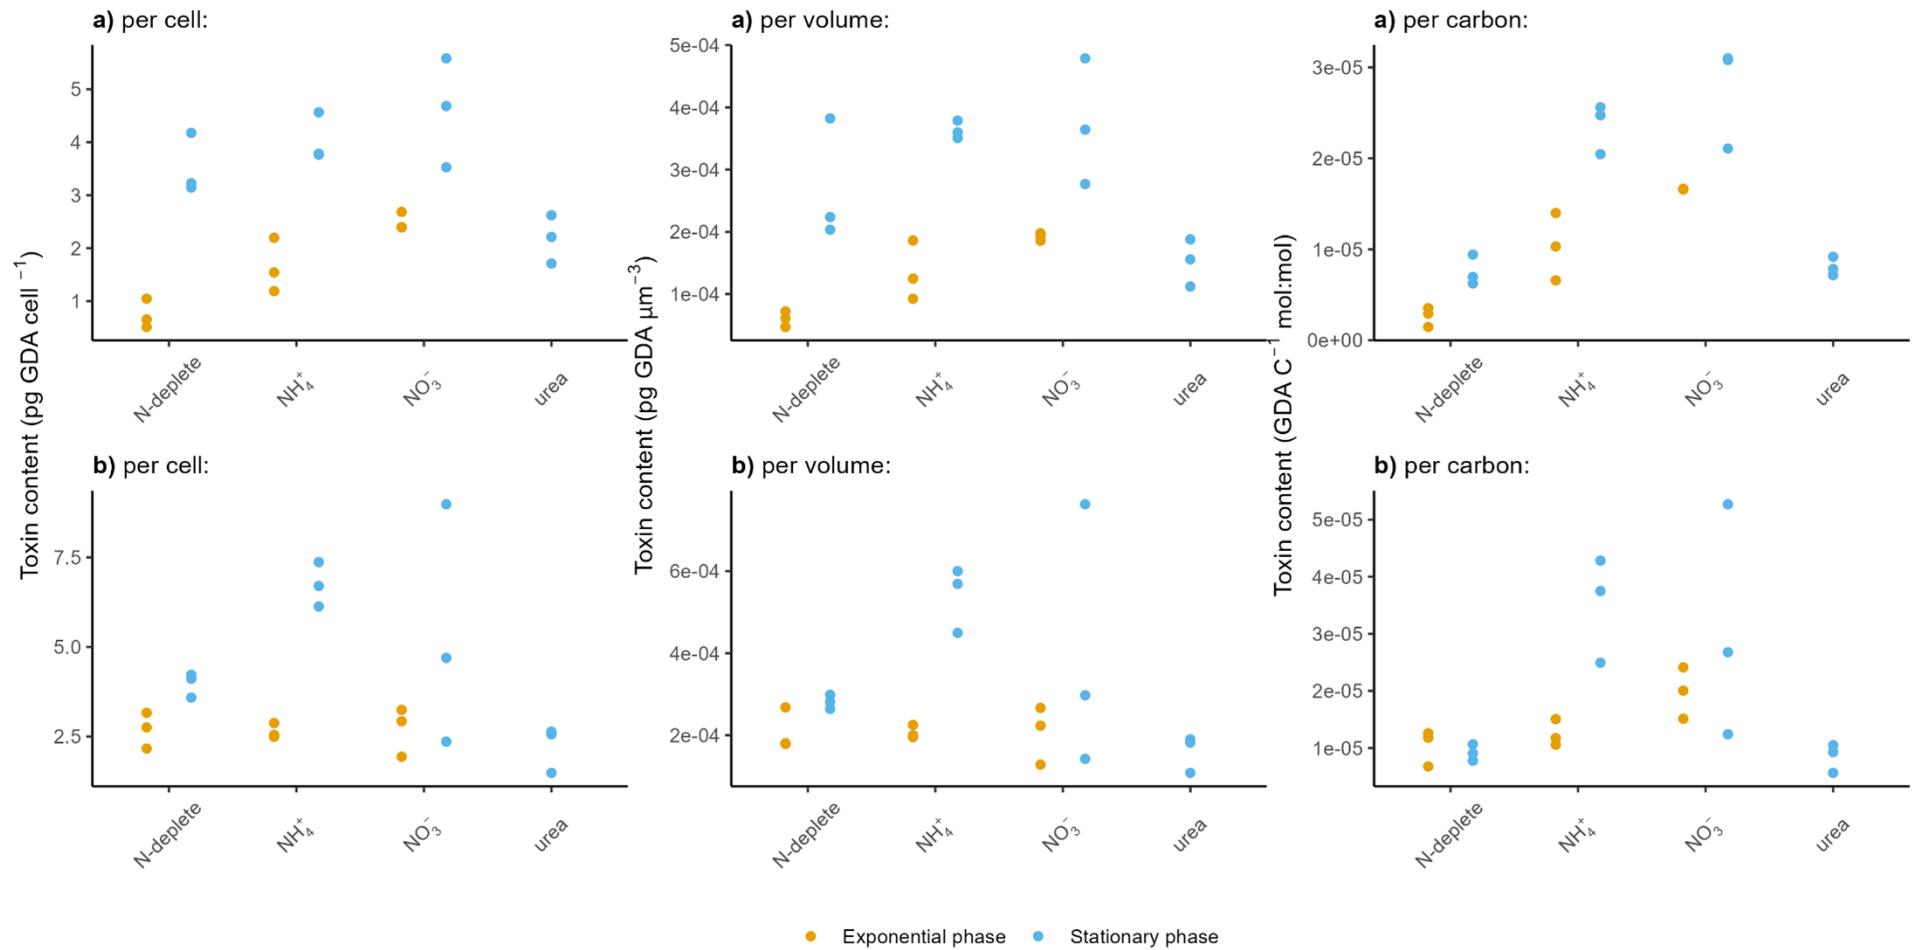 a) per cell:
Toxin content (pg GDA cell⁻¹)
5
4
3
2
1
N-deplete
NH₄⁺
NO₃⁻
urea
a) per volume:
Toxin content (pg GDA µm⁻³)
5e-04
4e-04
3e-04
2e-04
1e-04
N-deplete
NH₄⁺
NO₃⁻
urea
a) per carbon:
Toxin content (GDA C⁻¹ mol:mol)
3e-05
2e-05
1e-05
0e+00
N-deplete
NH₄⁺
NO₃⁻
urea
b) per cell:
7.5
5.0
2.5
N-deplete
NH₄⁺
NO₃⁻
urea
b) per volume:
6e-04
4e-04
2e-04
N-deplete
NH₄⁺
NO₃⁻
urea
b) per carbon:
5e-05
4e-05
3e-05
2e-05
1e-05
N-deplete
NH₄⁺
NO₃⁻
urea
Exponential phase
Stationary phase